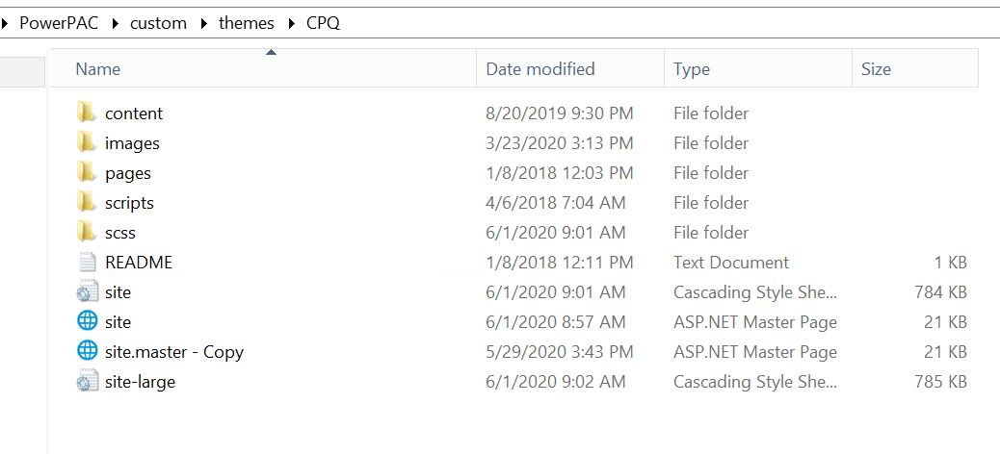 PowerPAC custom themes CPQ
Name Date modified Type Size
content 8/20/2019 9:30 PM File folder
images 3/23/2020 3:13 PM File folder
pages 1/8/2018 12:03 PM File folder
scripts 4/6/2018 7:04 AM File folder
scss 6/1/2020 9:01 AM File folder
README 1/8/2018 12:11 PM Text Document 1 KB
site 6/1/2020 9:01 AM Cascading Style She... 784 KB
site 6/1/2020 8:57 AM ASP.NET Master Page 21 KB
site.master - Copy 5/29/2020 3:43 PM ASP.NET Master Page 21 KB
site-large 6/1/2020 9:02 AM Cascading Style She... 785 KB